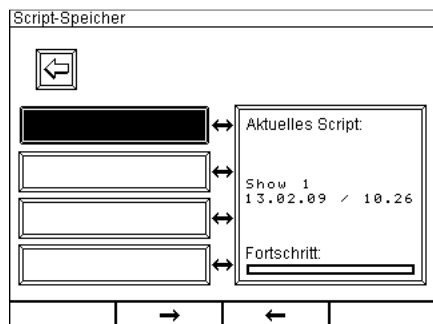 Script-Speicher
Aktuelles Script:
Show 1
13.02.09 / 10.26
Fortschritt: